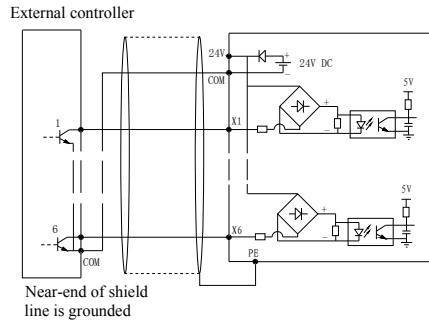 External controller
24V
+
24V DC
−
COM
5V
1
X1
+
−
5V
+
6
X6
−
COM
PE
Near-end of shield
line is grounded